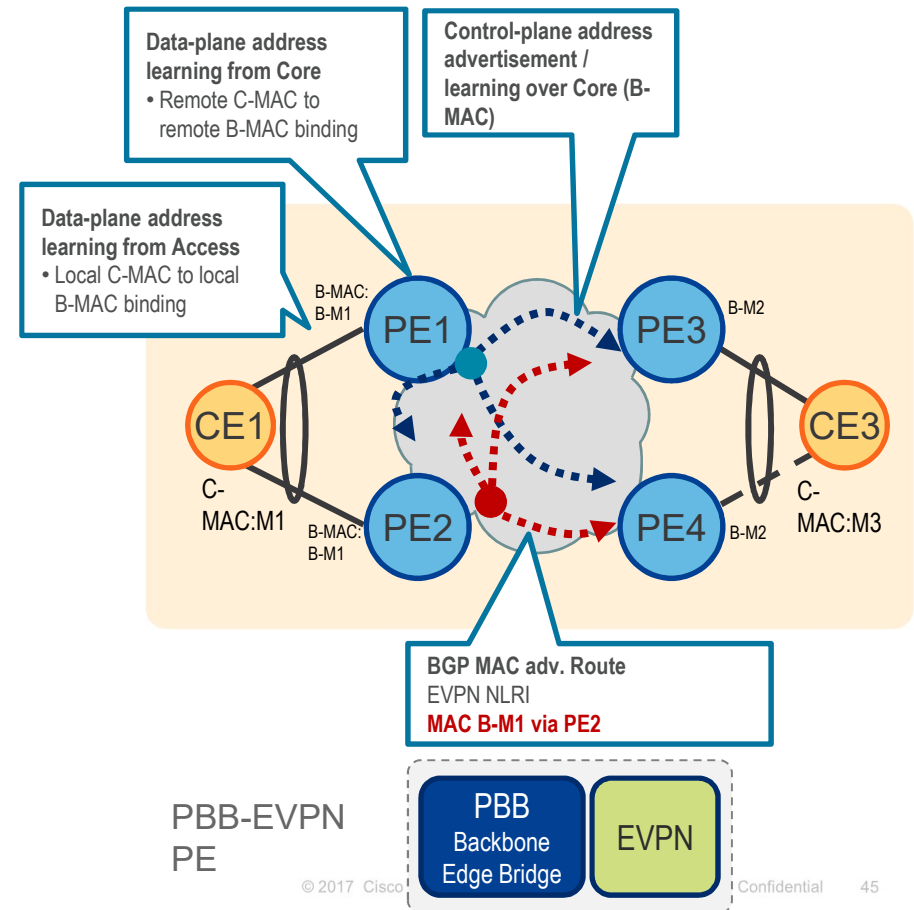 Data-plane address
learning from Core
• Remote C-MAC to
remote B-MAC binding
Control-plane address
advertisement /
learning over Core (B-
MAC)
Data-plane address
learning from Access
• Local C-MAC to local
B-MAC binding
B-MAC:
B-M1
PE1
PE3
B-M2
CE1
CE3
C-
MAC:M1
B-MAC:
B-M1
PE2
PE4
B-M2
C-
MAC:M3
BGP MAC adv. Route
EVPN NLRI
MAC B-M1 via PE2
PBB-EVPN
PE
PBB
Backbone
Edge Bridge
EVPN
© 2017 Cisco
Confidential 45